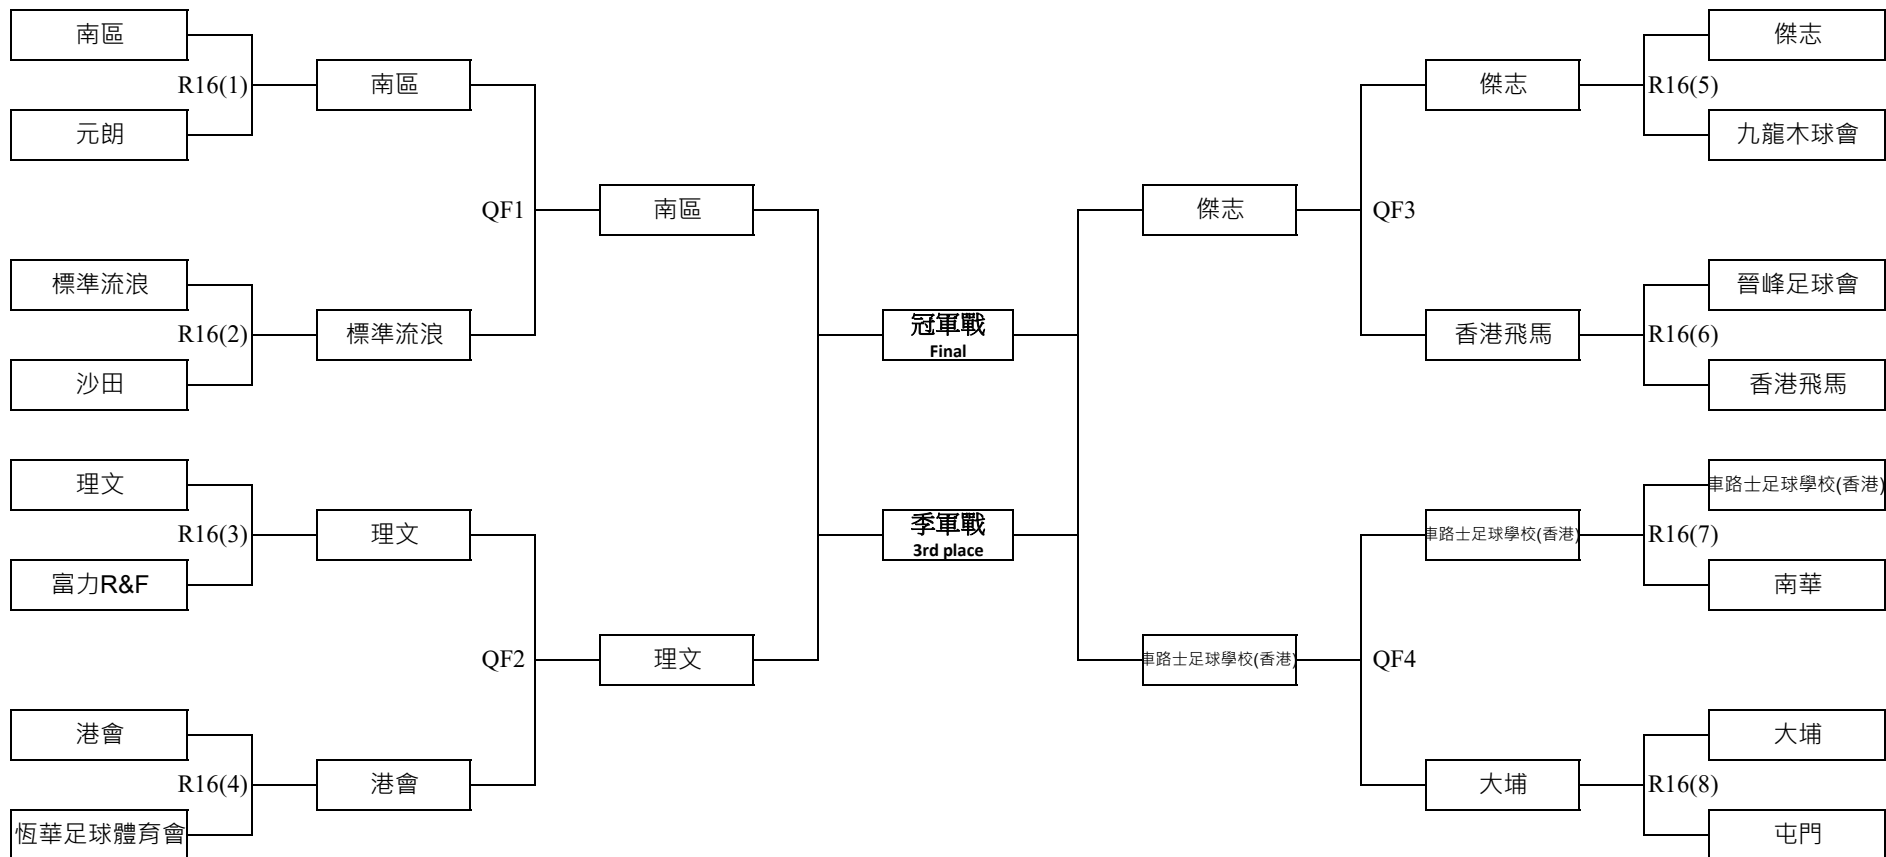 南區
傑志
R16(1)
南區
傑志
R16(5)
元朗
九龍木球會
QF1
南區
傑志
QF3
標準流浪
晉峰足球會
R16(2)
標準流浪
冠軍戰
Final
香港飛馬
R16(6)
沙田
香港飛馬
理文
車路士足球學校(香港)
R16(3)
理文
季軍戰
3rd place
車路士足球學校(香港)
R16(7)
富力R&F
南華
QF2
理文
車路士足球學校(香港)
QF4
港會
大埔
R16(4)
港會
大埔
R16(8)
恆華足球體育會
屯門